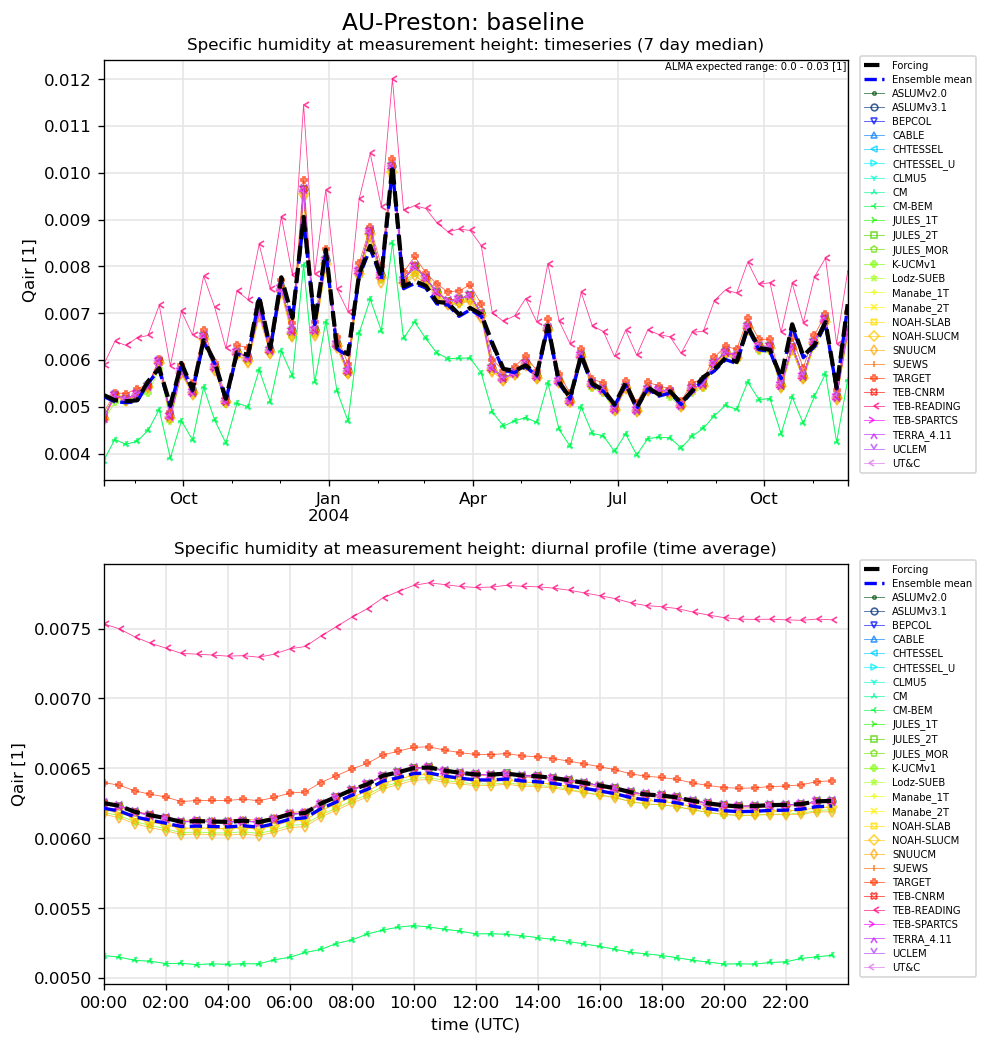 AU-Preston: baseline
Specific humidity at measurement height: timeseries (7 day median)
ALMA expected range: 0.0 - 0.03 [1]
Qair [1]
0.012
0.011
0.010
0.009
0.008
0.007
0.006
0.005
0.004
Oct
Jan
2004
Apr
Jul
Oct
Forcing
Ensemble mean
ASLUMv2.0
ASLUMv3.1
BEPCOL
CABLE
CHTESSEL
CHTESSEL_U
CLMU5
CM
CM-BEM
JULES_1T
JULES_2T
JULES_MOR
K-UCMv1
Lodz-SUEB
Manabe_1T
Manabe_2T
NOAH-SLAB
NOAH-SLUCM
SNUUCM
SUEWS
TARGET
TEB-CNRM
TEB-READING
TEB-SPARTCS
TERRA_4.11
UCLEM
UT&C
Specific humidity at measurement height: diurnal profile (time average)
Qair [1]
0.0075
0.0070
0.0065
0.0060
0.0055
0.0050
00:00
02:00
04:00
06:00
08:00
10:00
12:00
14:00
16:00
18:00
20:00
22:00
time (UTC)
Forcing
Ensemble mean
ASLUMv2.0
ASLUMv3.1
BEPCOL
CABLE
CHTESSEL
CHTESSEL_U
CLMU5
CM
CM-BEM
JULES_1T
JULES_2T
JULES_MOR
K-UCMv1
Lodz-SUEB
Manabe_1T
Manabe_2T
NOAH-SLAB
NOAH-SLUCM
SNUUCM
SUEWS
TARGET
TEB-CNRM
TEB-READING
TEB-SPARTCS
TERRA_4.11
UCLEM
UT&C